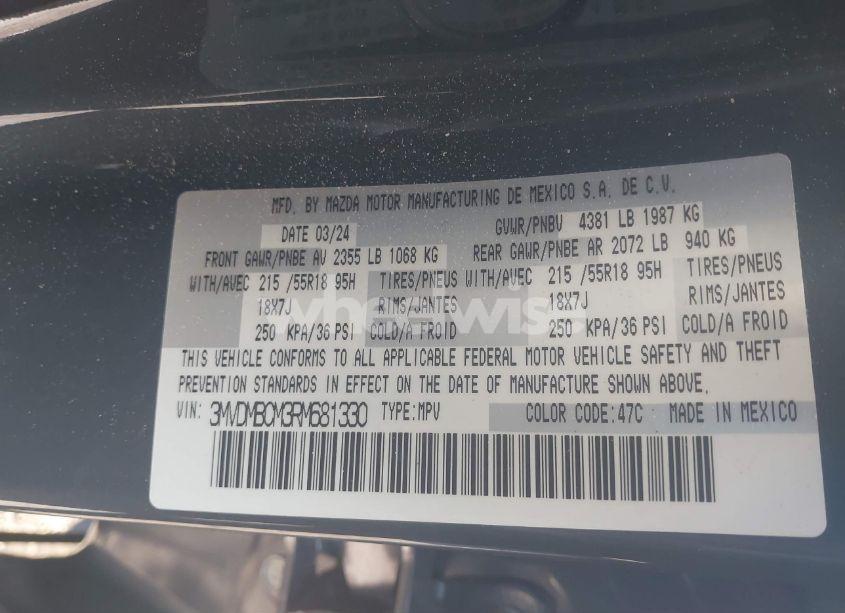 MFD. BY MAZDA MOTOR MANUFACTURING DE MEXICO S.A. DE C.V.
DATE 03/24 GVWR/PNBV 4381 LB 1987 KG
FRONT GAWR/PNBE AV 2355 LB 1068 KG REAR GAWR/PNBE AR 2072 LB 940 KG
WITH/AVEC 215 /55R18 95H TIRES/PNEUS WITH/AVEC 215 /55R18 95H TIRES/PNEUS
18X7J RIMS/JANTES 18X7J RIMS/JANTES
250 KPA/36 PSI COLD/A FROID 250 KPA/36 PSI COLD/A FROID
wheelwise
THIS VEHICLE CONFORMS TO ALL APPLICABLE FEDERAL MOTOR VEHICLE SAFETY AND THEFT
PREVENTION STANDARDS IN EFFECT ON THE DATE OF MANUFACTURE SHOWN ABOVE.
VIN: 3MVDMBCM3RM681330 TYPE:MPV COLOR CODE:47C MADE IN MEXICO